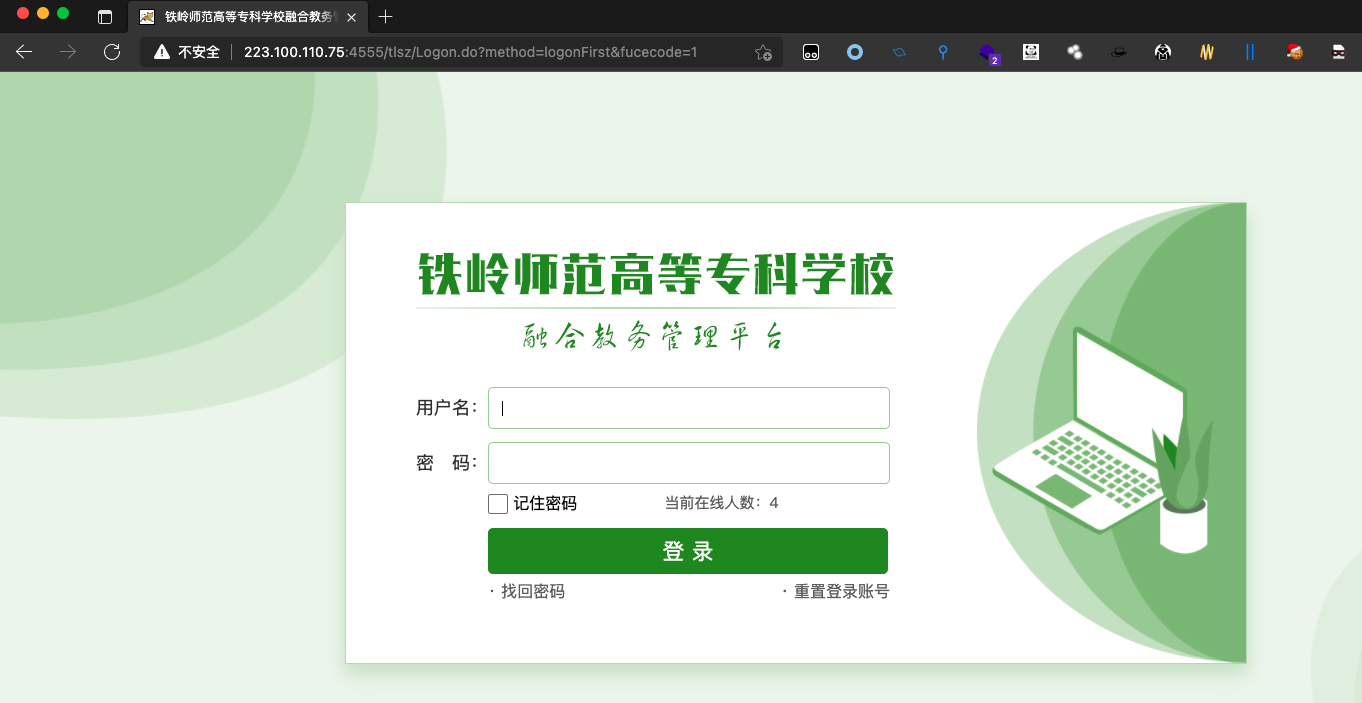 铁岭师范高等专科学校融合教务
不安全 223.100.110.75:4555/tlsz/Logon.do?method=logonFirst&fucecode=1
2
铁岭师范高等专科学校
融合教务管理平台
用户名：
密 码：
记住密码 当前在线人数：4
登 录
· 找回密码 · 重置登录账号